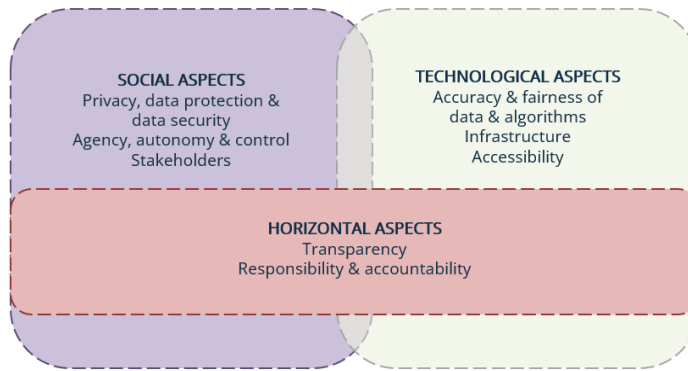 SOCIAL ASPECTS
Privacy, data protection &
data security
Agency, autonomy & control
Stakeholders
TECHNOLOGICAL ASPECTS
Accuracy & fairness of
data & algorithms
Infrastructure
Accessibility
HORIZONTAL ASPECTS
Transparency
Responsibility & accountability